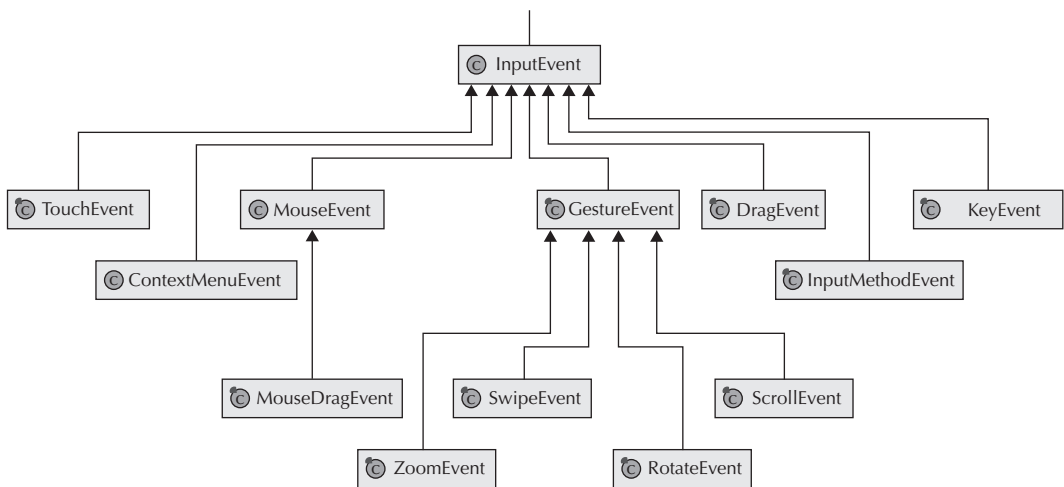 C InputEvent
C TouchEvent
C MouseEvent
C GestureEvent
C DragEvent
C KeyEvent
C ContextMenuEvent
C InputMethodEvent
C MouseDragEvent
C SwipeEvent
C ScrollEvent
C ZoomEvent
C RotateEvent